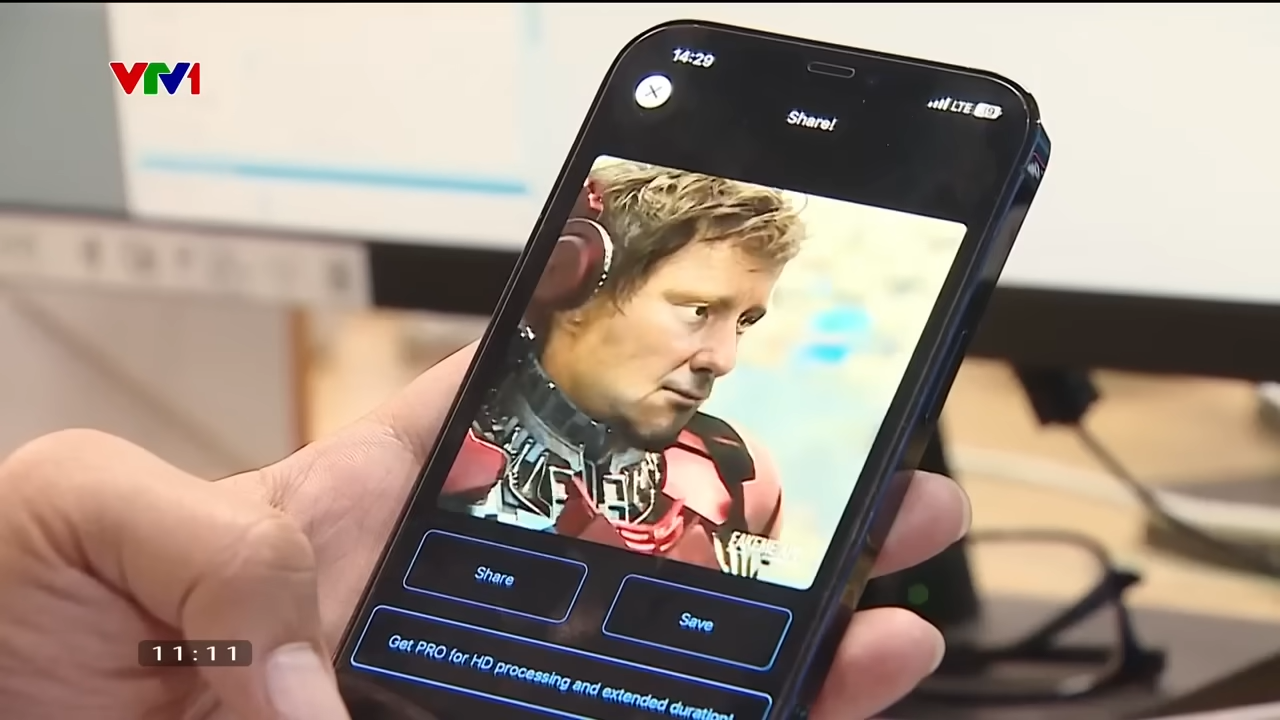 VTV1
14:29
LTE
Share!
Share
Save
Get PRO for HD processing and extended duration!
11:11